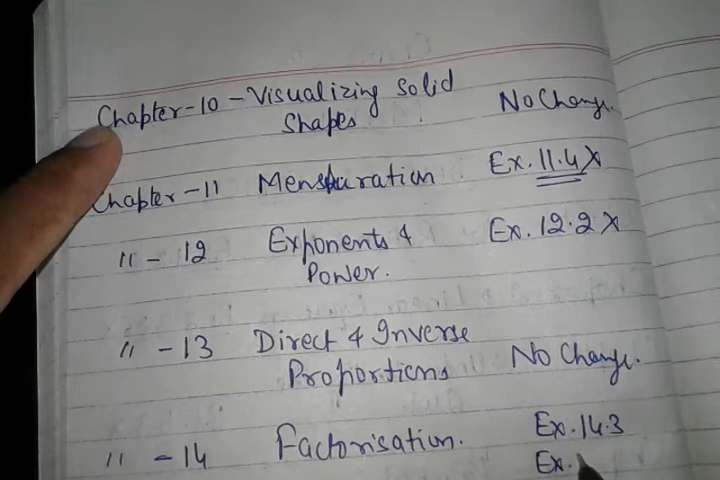 Chapter-10 - Visualizing Solid Shapes No Change.
Chapter-11 Mensuration Ex. 11.4 X
" - 12 Exponents & Power. Ex. 12.2 X
" - 13 Direct & Inverse Proportions No Change.
" - 14 Factorisation. Ex. 14.3
Ex.